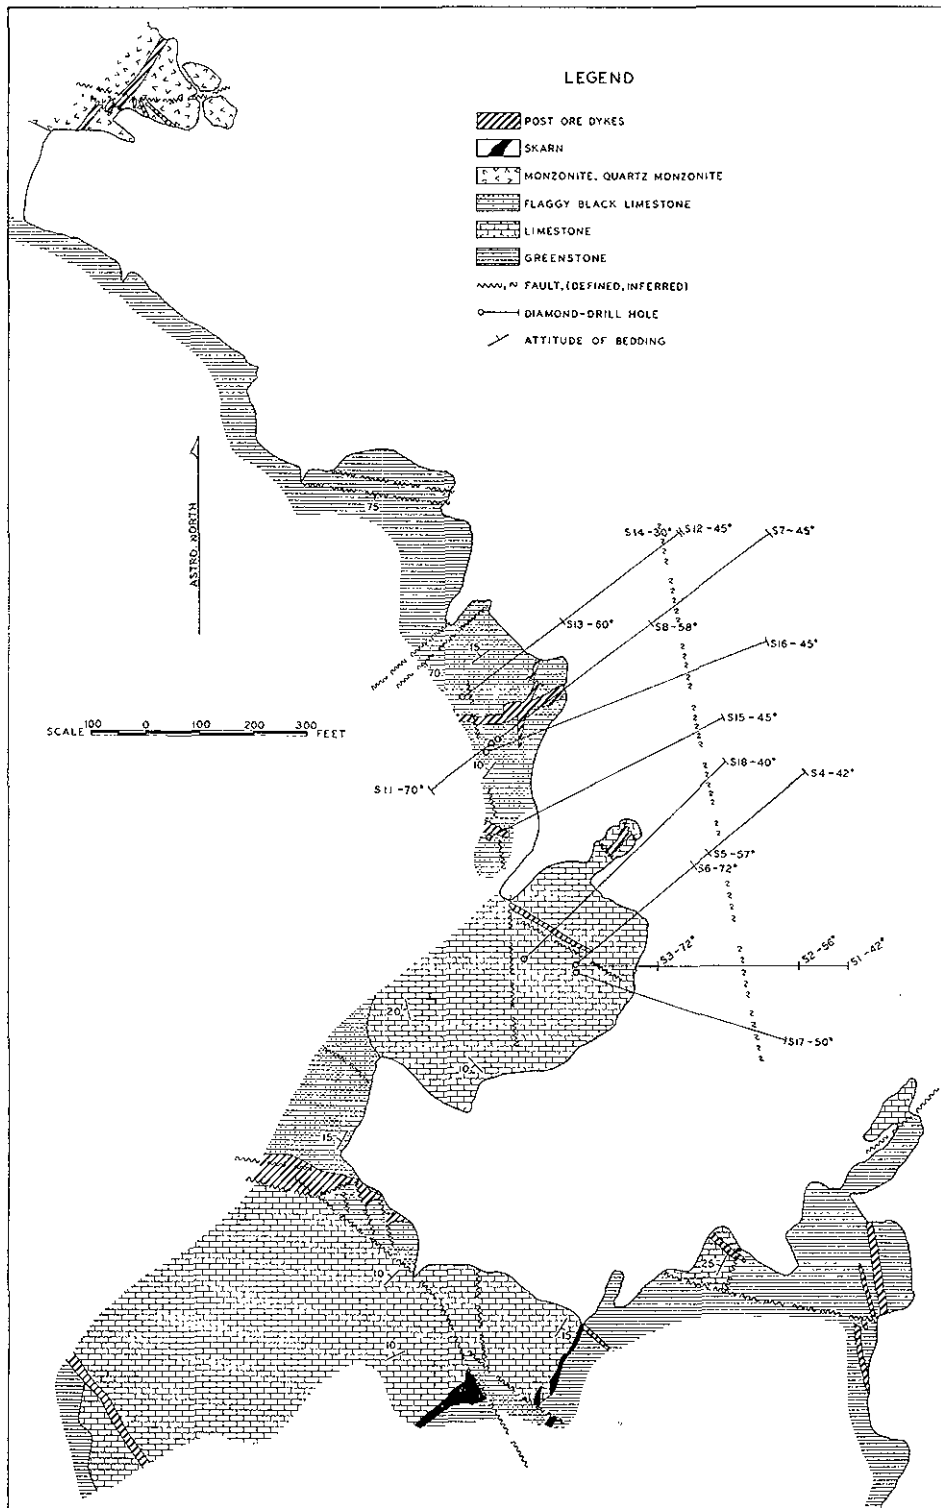 LEGEND
POST ORE DYKES
SKARN
MONZONITE, QUARTZ MONZONITE
FLAGGY BLACK LIMESTONE
LIMESTONE
GREENSTONE
FAULT, (DEFINED, INFERRED)
DIAMOND-DRILL HOLE
ATTITUDE OF BEDDING
ASTRO. NORTH
75
S14-30°
S12-45°
S7-45°
S13-60°
S8-58°
15
S16-45°
70
SCALE 100 0 100 200 300 FEET
S15-45°
10
S18-40°
S4-42°
S11-70°
S5-57°
S6-72°
S3-72°
S2-56°
S1-42°
20
S17-50°
10
15
25
10
15
10